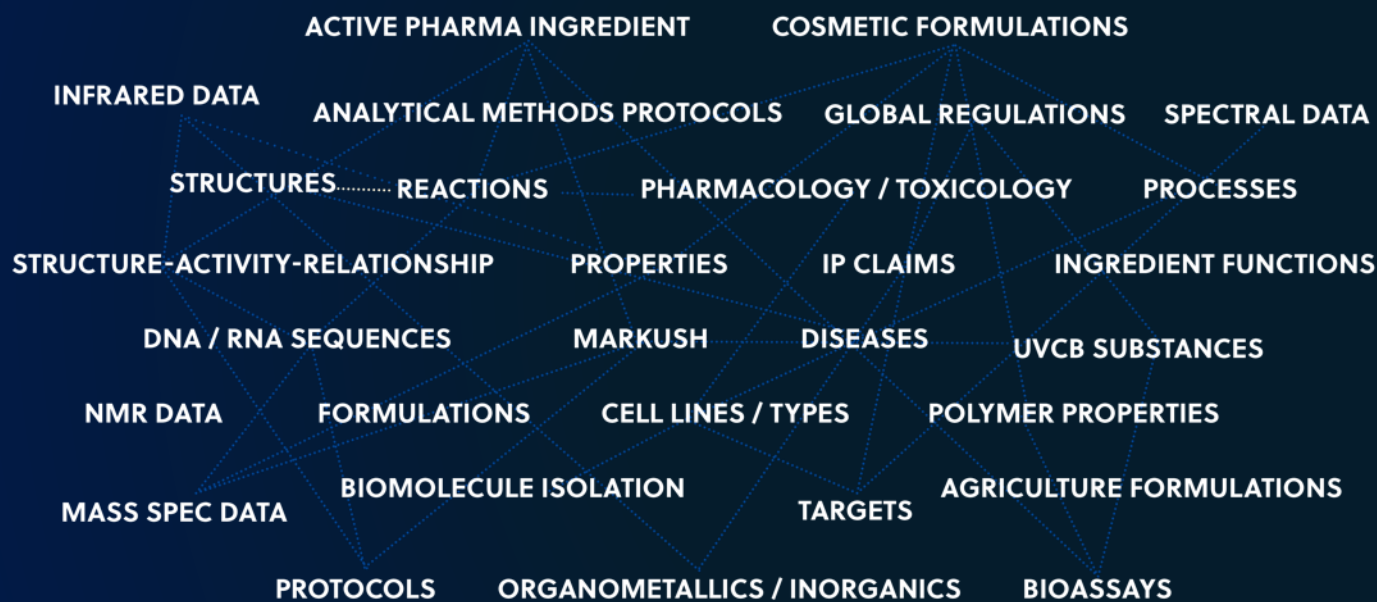 ACTIVE PHARMA INGREDIENT
COSMETIC FORMULATIONS
INFRARED DATA
ANALYTICAL METHODS PROTOCOLS
GLOBAL REGULATIONS
SPECTRAL DATA
STRUCTURES
REACTIONS
PHARMACOLOGY / TOXICOLOGY
PROCESSES
STRUCTURE-ACTIVITY-RELATIONSHIP
PROPERTIES
IP CLAIMS
INGREDIENT FUNCTIONS
DNA / RNA SEQUENCES
MARKUSH
DISEASES
UVCB SUBSTANCES
NMR DATA
FORMULATIONS
CELL LINES / TYPES
POLYMER PROPERTIES
MASS SPEC DATA
BIOMOLECULE ISOLATION
TARGETS
AGRICULTURE FORMULATIONS
PROTOCOLS
ORGANOMETALLICS / INORGANICS
BIOASSAYS